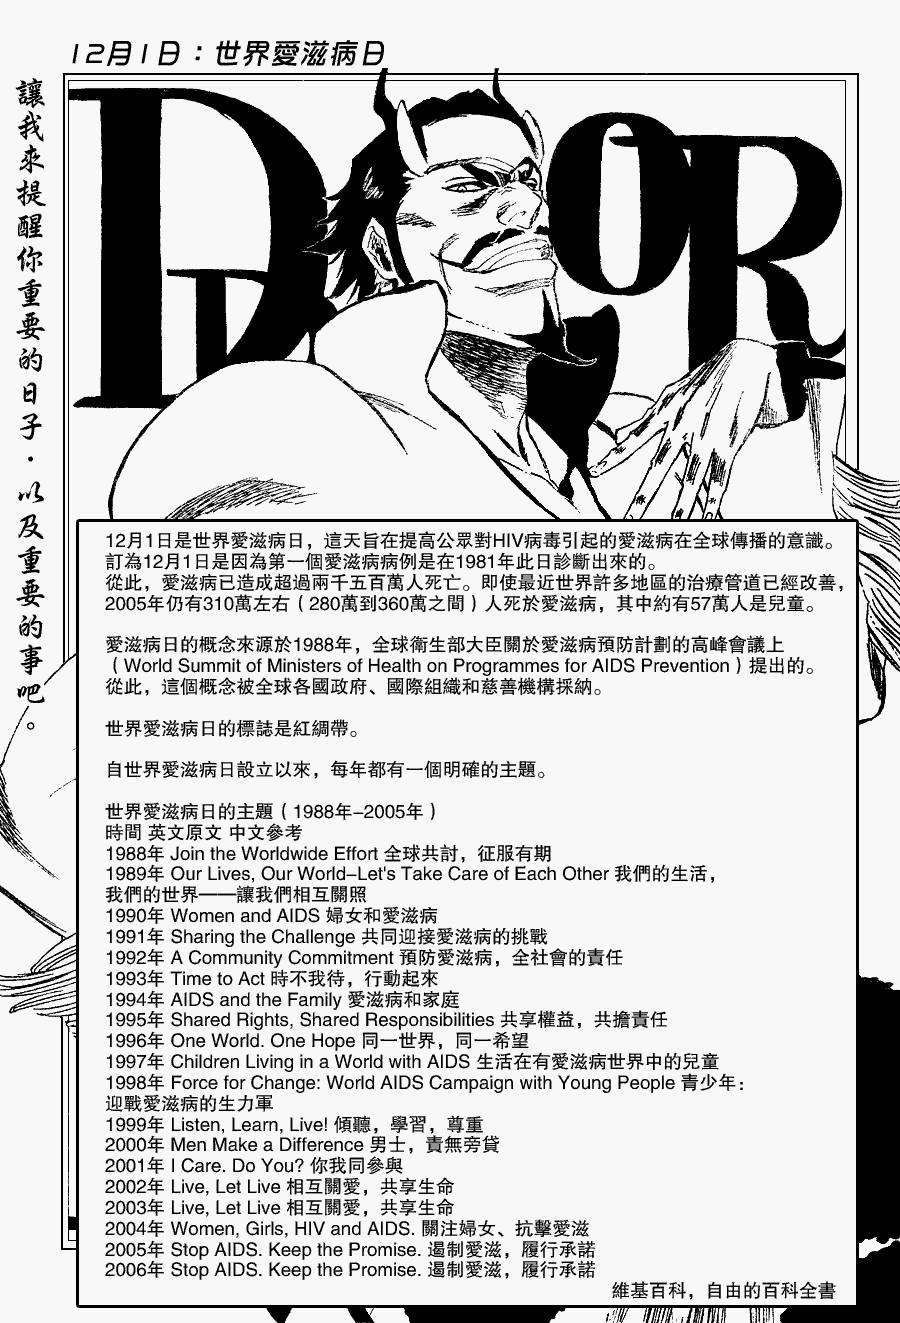 12月1日：世界愛滋病日
讓我來提醒你重要的日子．以及重要的事吧。
DOOR
12月1日是世界愛滋病日，這天旨在提高公眾對HIV病毒引起的愛滋病在全球傳播的意識。
訂為12月1日是因為第一個愛滋病病例是在1981年此日診斷出來的。
從此，愛滋病已造成超過兩千五百萬人死亡。即使最近世界許多地區的治療管道已經改善，
2005年仍有310萬左右（280萬到360萬之間）人死於愛滋病，其中約有57萬人是兒童。
愛滋病日的概念來源於1988年，全球衛生部大臣關於愛滋病預防計劃的高峰會議上
（World Summit of Ministers of Health on Programmes for AIDS Prevention）提出的。
從此，這個概念被全球各國政府、國際組織和慈善機構採納。
世界愛滋病日的標誌是紅綢帶。
自世界愛滋病日設立以來，每年都有一個明確的主題。
世界愛滋病日的主題（1988年–2005年）
時間 英文原文 中文參考
1988年 Join the Worldwide Effort 全球共討，征服有期
1989年 Our Lives, Our World–Let's Take Care of Each Other 我們的生活，
我們的世界——讓我們相互關照
1990年 Women and AIDS 婦女和愛滋病
1991年 Sharing the Challenge 共同迎接愛滋病的挑戰
1992年 A Community Commitment 預防愛滋病，全社會的責任
1993年 Time to Act 時不我待，行動起來
1994年 AIDS and the Family 愛滋病和家庭
1995年 Shared Rights, Shared Responsibilities 共享權益，共擔責任
1996年 One World. One Hope 同一世界，同一希望
1997年 Children Living in a World with AIDS 生活在有愛滋病世界中的兒童
1998年 Force for Change: World AIDS Campaign with Young People 青少年：
迎戰愛滋病的生力軍
1999年 Listen, Learn, Live! 傾聽，學習，尊重
2000年 Men Make a Difference 男士，責無旁貸
2001年 I Care. Do You? 你我同參與
2002年 Live, Let Live 相互關愛，共享生命
2003年 Live, Let Live 相互關愛，共享生命
2004年 Women, Girls, HIV and AIDS. 關注婦女、抗擊愛滋
2005年 Stop AIDS. Keep the Promise. 遏制愛滋，履行承諾
2006年 Stop AIDS. Keep the Promise. 遏制愛滋，履行承諾
維基百科，自由的百科全書